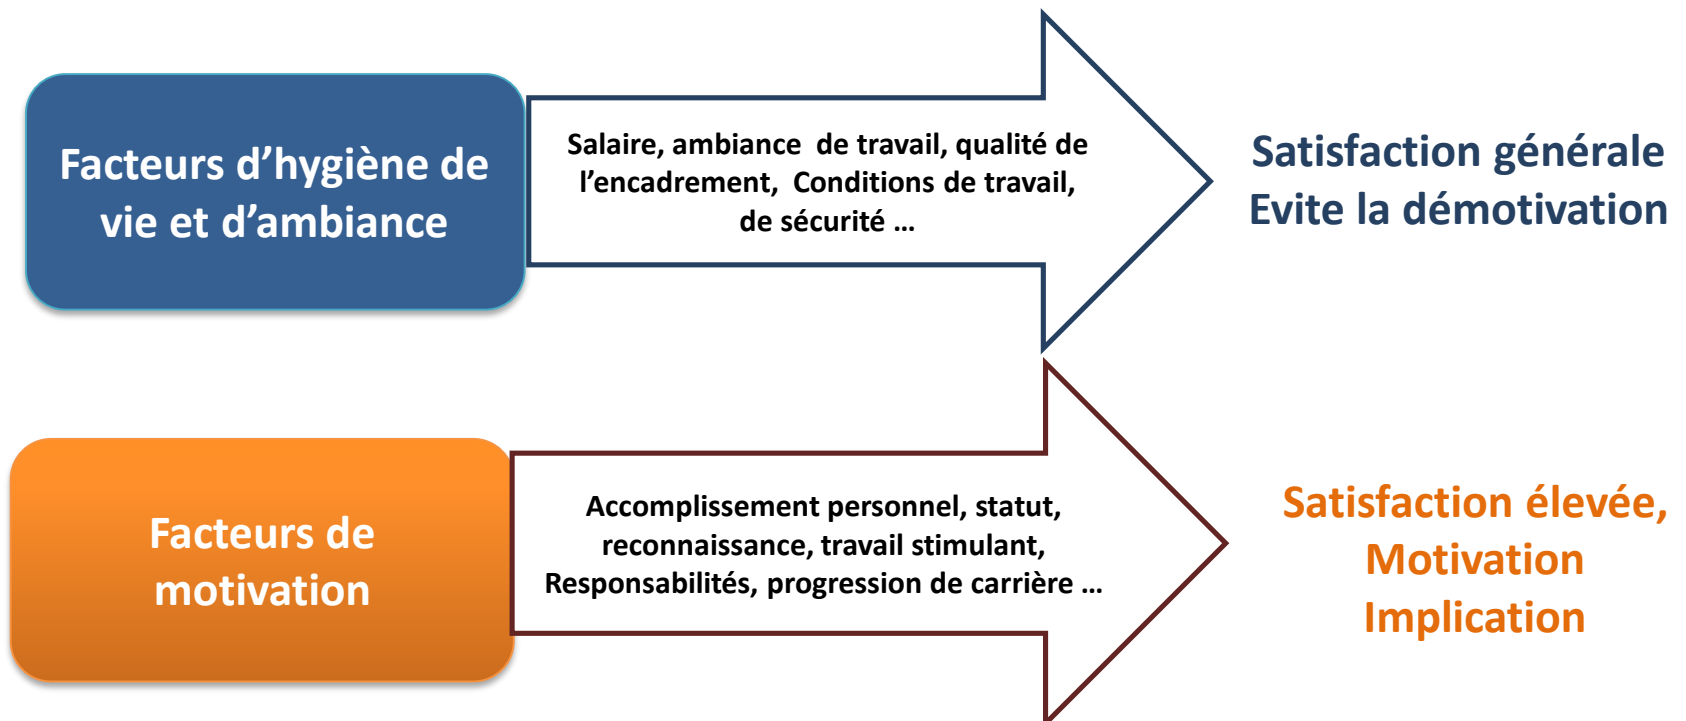 Facteurs d’hygiène de
vie et d’ambiance
Salaire, ambiance  de travail, qualité de
l’encadrement,  Conditions de travail,
de sécurité …
Satisfaction générale
Evite la démotivation
Facteurs de
motivation
Accomplissement personnel, statut,
reconnaissance, travail stimulant,
Responsabilités, progression de carrière …
Satisfaction élevée,
Motivation
Implication